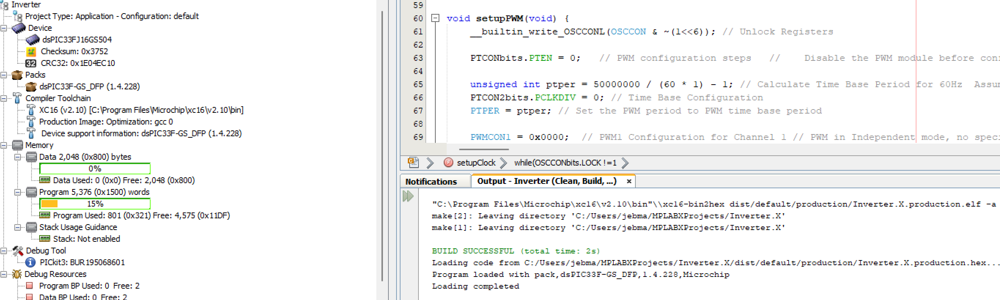 Inverter
Project Type: Application - Configuration: default
Device
dsPIC33FJ16GS504
Checksum: 0x3752
32 CRC32: 0x1E04EC10
Packs
dsPIC33F-GS_DFP (1.4.228)
Compiler Toolchain
XC16 (v2.10) [C:\Program Files\Microchip\xc16\v2.10\bin]
Production Image: Optimization: gcc 0
Device support information: dsPIC33F-GS_DFP (1.4.228)
Memory
Data 2,048 (0x800) bytes
0%
Data Used: 0 (0x0) Free: 2,048 (0x800)
Program 5,376 (0x1500) words
15%
Program Used: 801 (0x321) Free: 4,575 (0x11DF)
Stack Usage Guidance
Stack: Not enabled
Debug Tool
PICkit3: BUR195068601
Debug Resources
Program BP Used: 0 Free: 2
Data BP Used: 0 Free: 2
59
60 void setupPWM(void) {
61 __builtin_write_OSCCONL(OSCCON & ~(1<<6)); // Unlock Registers
62
63 PTCONbits.PTEN = 0; // PWM configuration steps // Disable the PWM module before con
64
65 unsigned int ptper = 50000000 / (60 * 1) - 1; // Calculate Time Base Period for 60Hz Assu
66 PTCON2bits.PCLKDIV = 0; // Time Base Configuration
67 PTPER = ptper; // Set the PWM period to PWM time base period
68
69 PWMCON1 = 0x0000; // PWM1 Configuration for Channel 1 // PWM in Independent mode, no spec
F setupClock while(OSCCONbits.LOCK !=1
Notifications Output - Inverter (Clean, Build, ...) ×
"C:\Program Files\Microchip\xc16\v2.10\bin"\\xc16-bin2hex dist/default/production/Inverter.X.production.elf -a
make[2]: Leaving directory 'C:/Users/jebma/MPLABXProjects/Inverter.X'
make[1]: Leaving directory 'C:/Users/jebma/MPLABXProjects/Inverter.X'
BUILD SUCCESSFUL (total time: 2s)
Loading code from C:/Users/jebma/MPLABXProjects/Inverter.X/dist/default/production/Inverter.X.production.hex...
Program loaded with pack,dsPIC33F-GS_DFP,1.4.228,Microchip
Loading completed